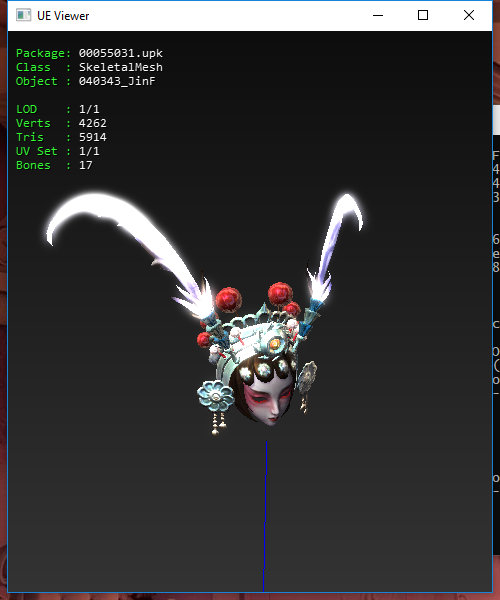 UE Viewer
Package: 00055031.upk
Class : SkeletalMesh
Object : 040343_JinF
LOD : 1/1
Verts : 4262
Tris : 5914
UV Set : 1/1
Bones : 17